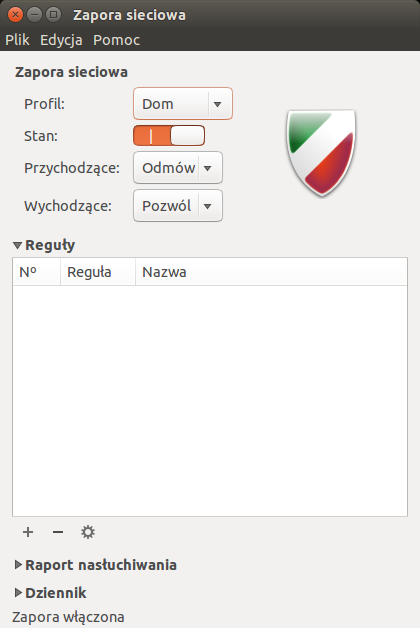 Zapora sieciowa
Plik Edycja Pomoc
Zapora sieciowa
Profil: Dom
Stan:
Przychodzące: Odmów
Wychodzące: Pozwól
Reguły
Nº Reguła Nazwa
Raport nasłuchiwania
Dziennik
Zapora włączona